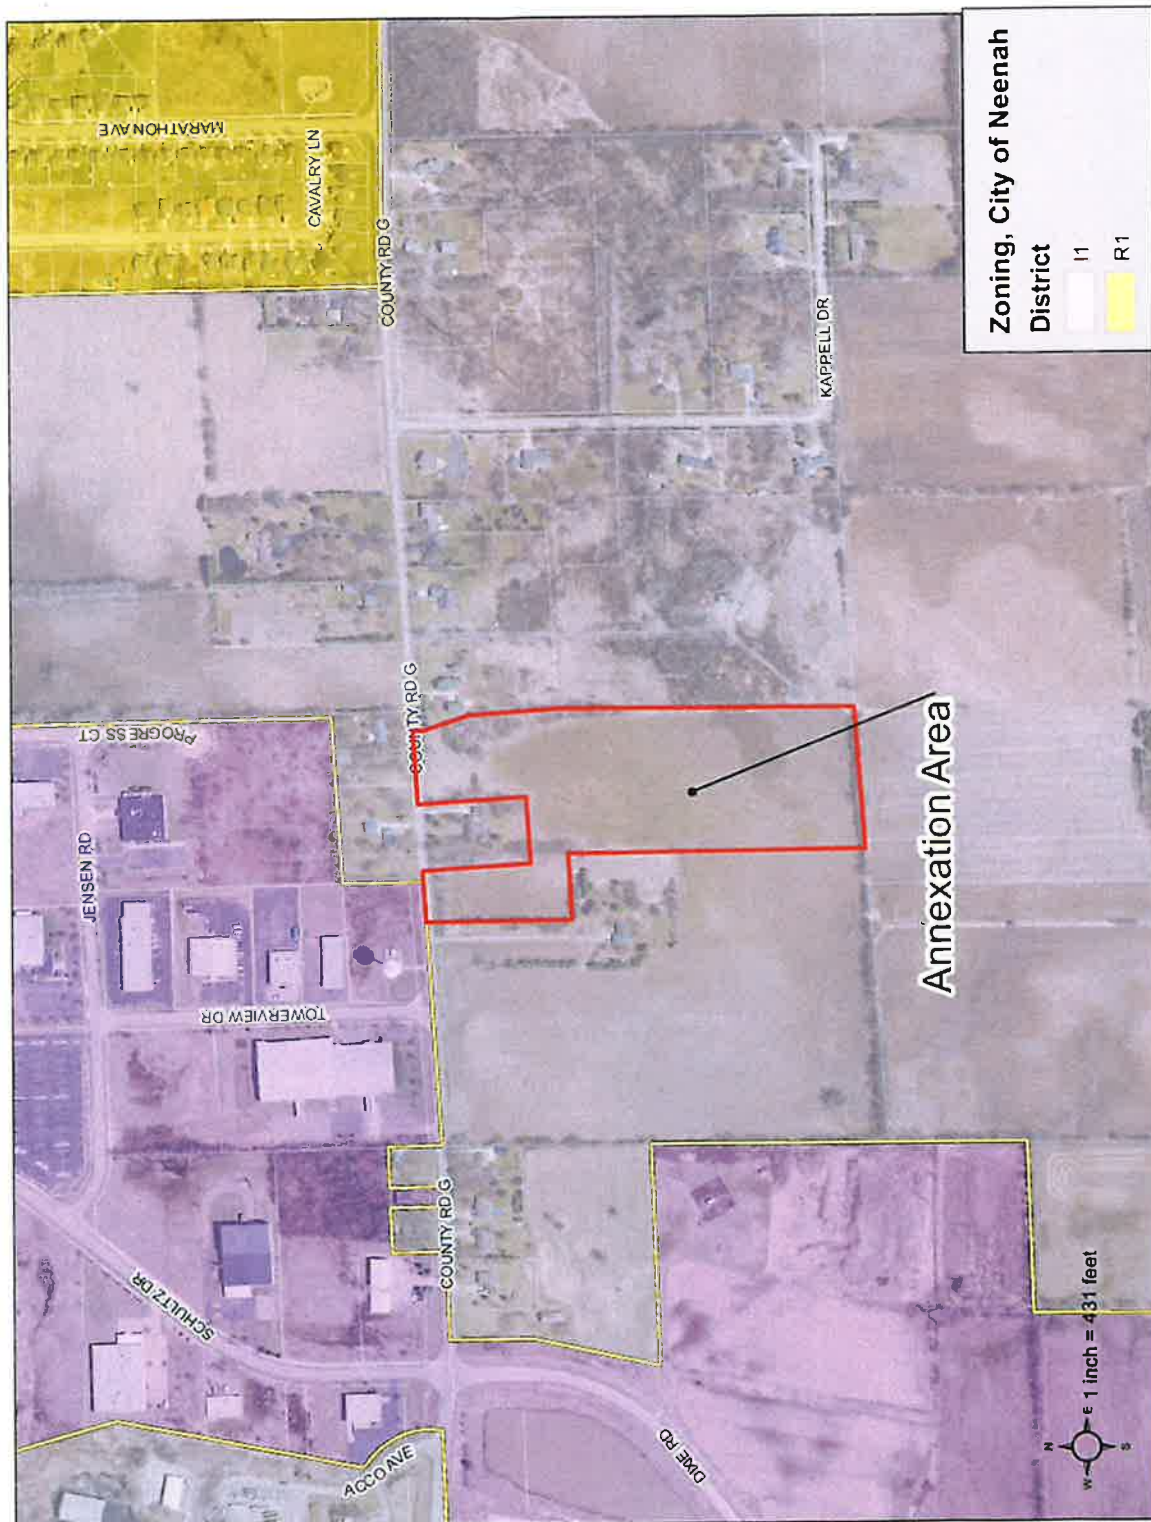 MARATHON AVE
CAVALRY LN
COUNTY RD G
KAPPELL DR
PROGRESS CT
JENSEN RD
COUNTY RD G
TOWERVIEW DR
SCHULTZ DR
COUNTY RD G
ACCO AVE
DIXIE RD
Annexation Area
Zoning, City of Neenah
District
I1
R1
N
W
E
S
1 inch = 431 feet